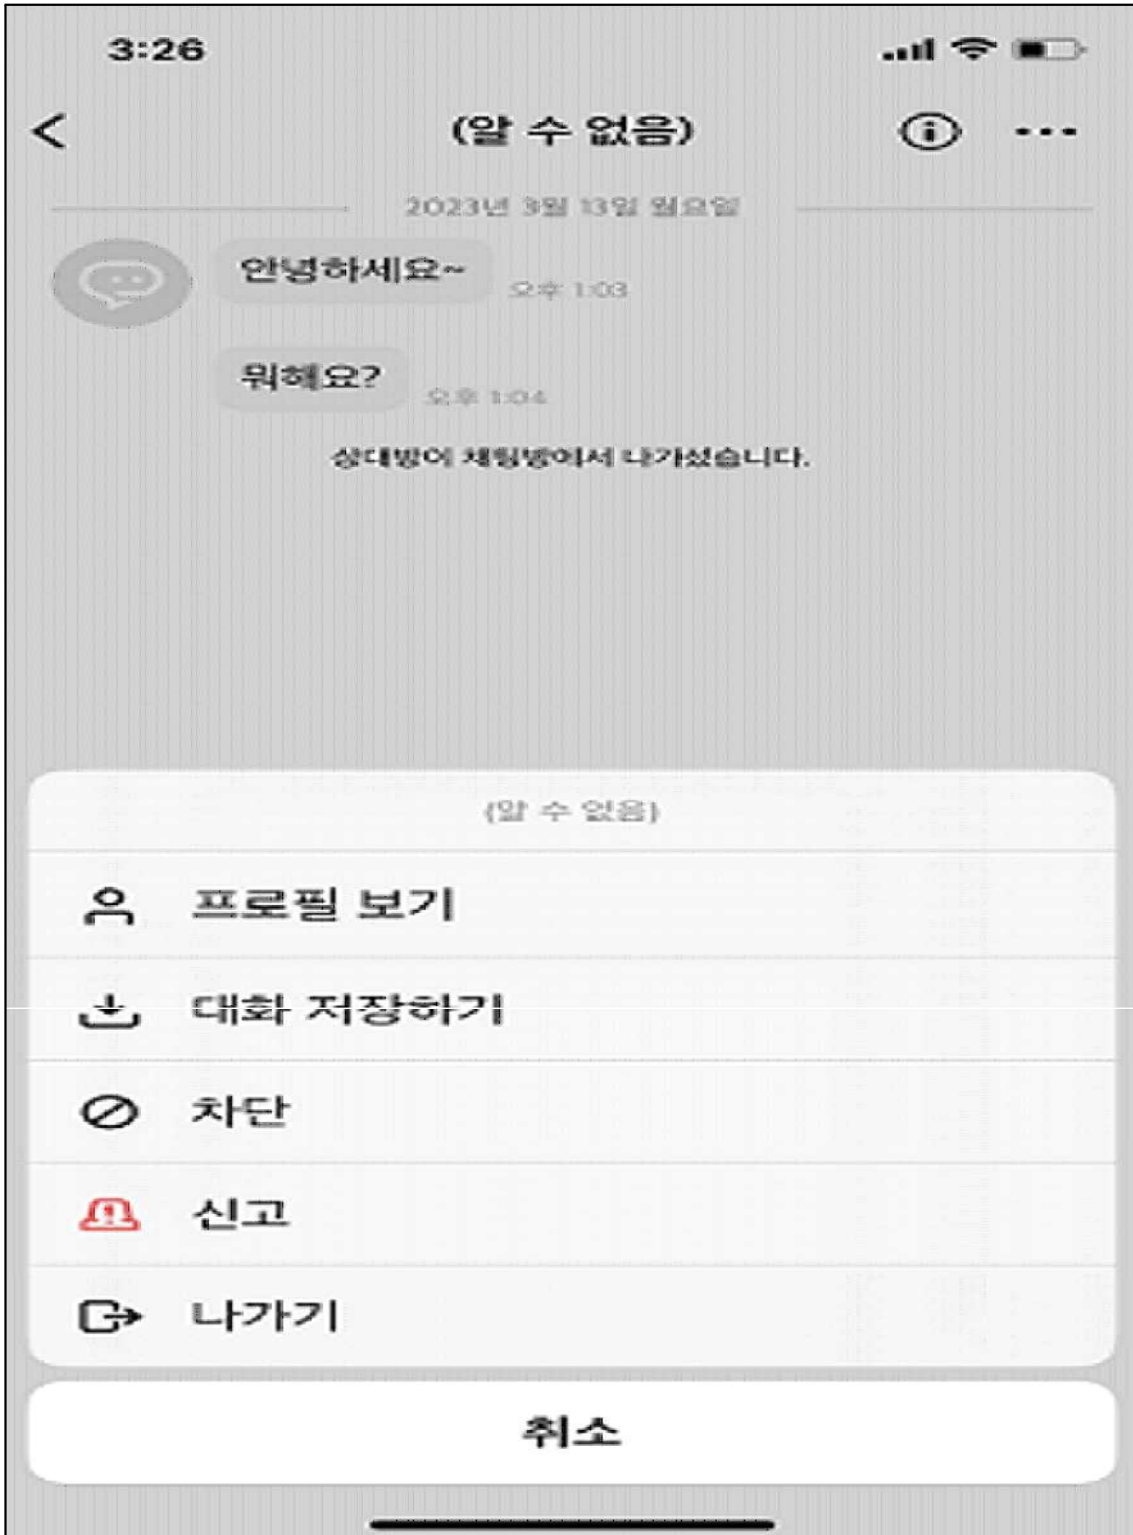 3:26
(알 수 없음)
2023년 3월 13일 월요일
안녕하세요~
오후 1:03
뭐해요?
오후 1:04
상대방이 채팅방에서 나가셨습니다.
(알 수 없음)
프로필 보기
대화 저장하기
차단
신고
나가기
취소